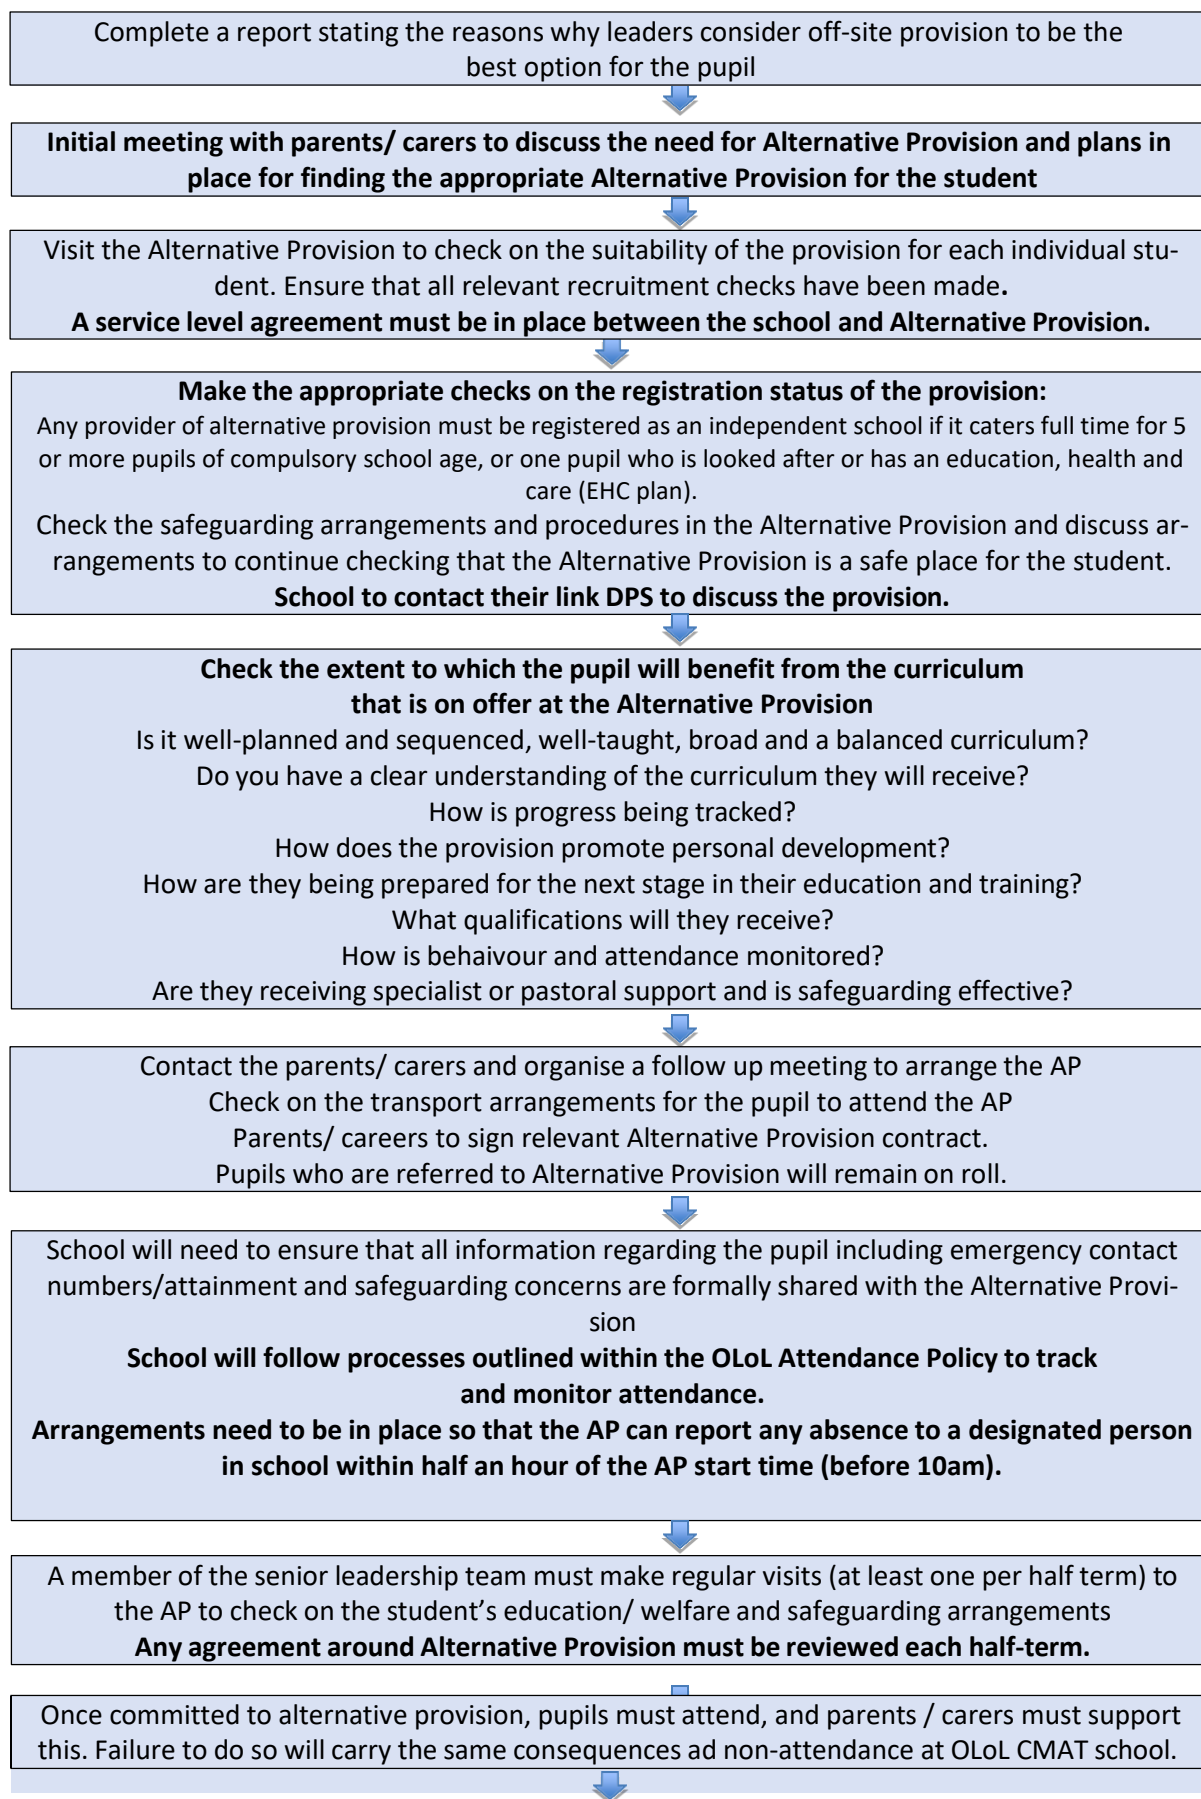 Complete a report stating the reasons why leaders consider off-site provision to be the
best option for the pupil
Initial meeting with parents/ carers to discuss the need for Alternative Provision and plans in
place for finding the appropriate Alternative Provision for the student
Visit the Alternative Provision to check on the suitability of the provision for each individual stu-
dent. Ensure that all relevant recruitment checks have been made.
A service level agreement must be in place between the school and Alternative Provision.
Make the appropriate checks on the registration status of the provision:
Any provider of alternative provision must be registered as an independent school if it caters full time for 5
or more pupils of compulsory school age, or one pupil who is looked after or has an education, health and
care (EHC plan).
Check the safeguarding arrangements and procedures in the Alternative Provision and discuss ar-
rangements to continue checking that the Alternative Provision is a safe place for the student.
School to contact their link DPS to discuss the provision.
Check the extent to which the pupil will benefit from the curriculum
that is on offer at the Alternative Provision
Is it well-planned and sequenced, well-taught, broad and a balanced curriculum?
Do you have a clear understanding of the curriculum they will receive?
How is progress being tracked?
How does the provision promote personal development?
How are they being prepared for the next stage in their education and training?
What qualifications will they receive?
How is behaivour and attendance monitored?
Are they receiving specialist or pastoral support and is safeguarding effective?
Contact the parents/ carers and organise a follow up meeting to arrange the AP
Check on the transport arrangements for the pupil to attend the AP
Parents/ careers to sign relevant Alternative Provision contract.
Pupils who are referred to Alternative Provision will remain on roll.
School will need to ensure that all information regarding the pupil including emergency contact
numbers/attainment and safeguarding concerns are formally shared with the Alternative Provi-
sion
School will follow processes outlined within the OLoL Attendance Policy to track
and monitor attendance.
Arrangements need to be in place so that the AP can report any absence to a designated person
in school within half an hour of the AP start time (before 10am).
A member of the senior leadership team must make regular visits (at least one per half term) to
the AP to check on the student's education/ welfare and safeguarding arrangements
Any agreement around Alternative Provision must be reviewed each half-term.
Once committed to alternative provision, pupils must attend, and parents / carers must support
this. Failure to do so will carry the same consequences ad non-attendance at OLoL CMAT school.